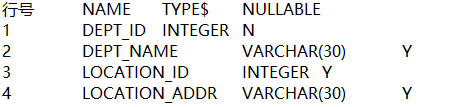 行号 NAME TYPE$ NULLABLE
1 DEPT_ID INTEGER N
2 DEPT_NAME VARCHAR(30) Y
3 LOCATION_ID INTEGER Y
4 LOCATION_ADDR VARCHAR(30) Y